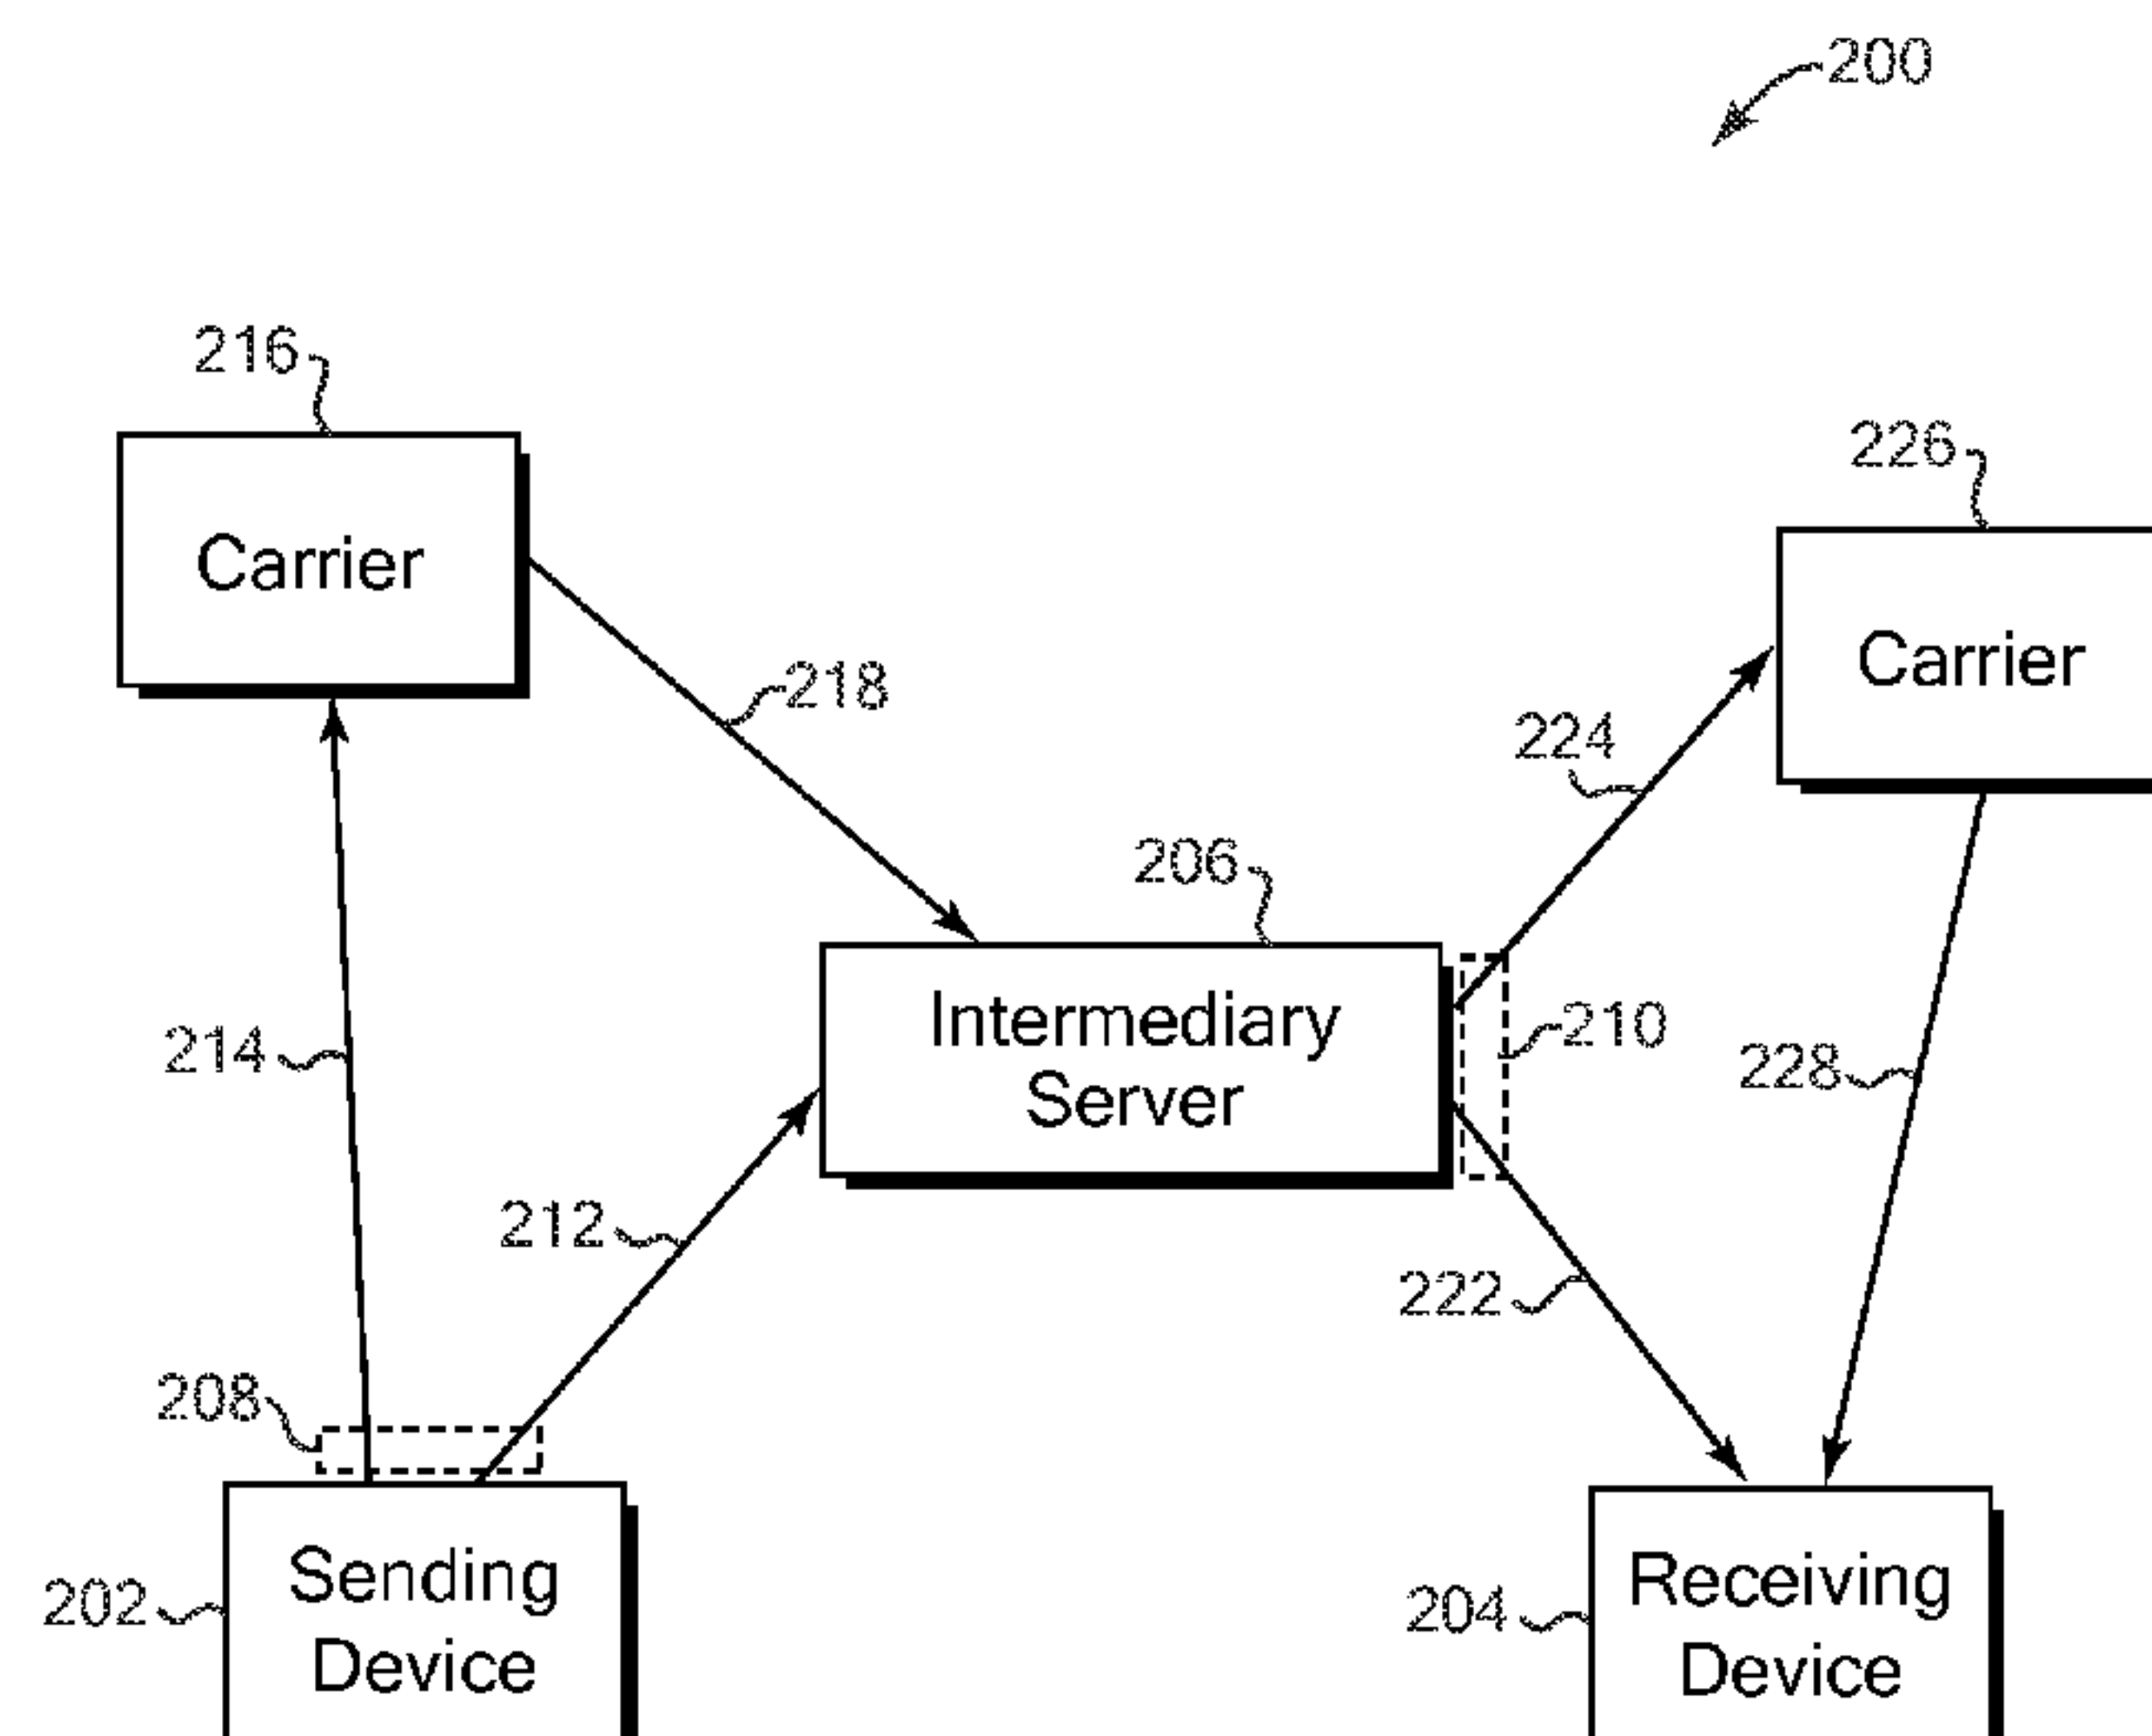 200
216
226
Carrier
Carrier
218
224
206
Intermediary
Server
210
214
228
212
222
208
Sending
Device
202
Receiving
Device
204